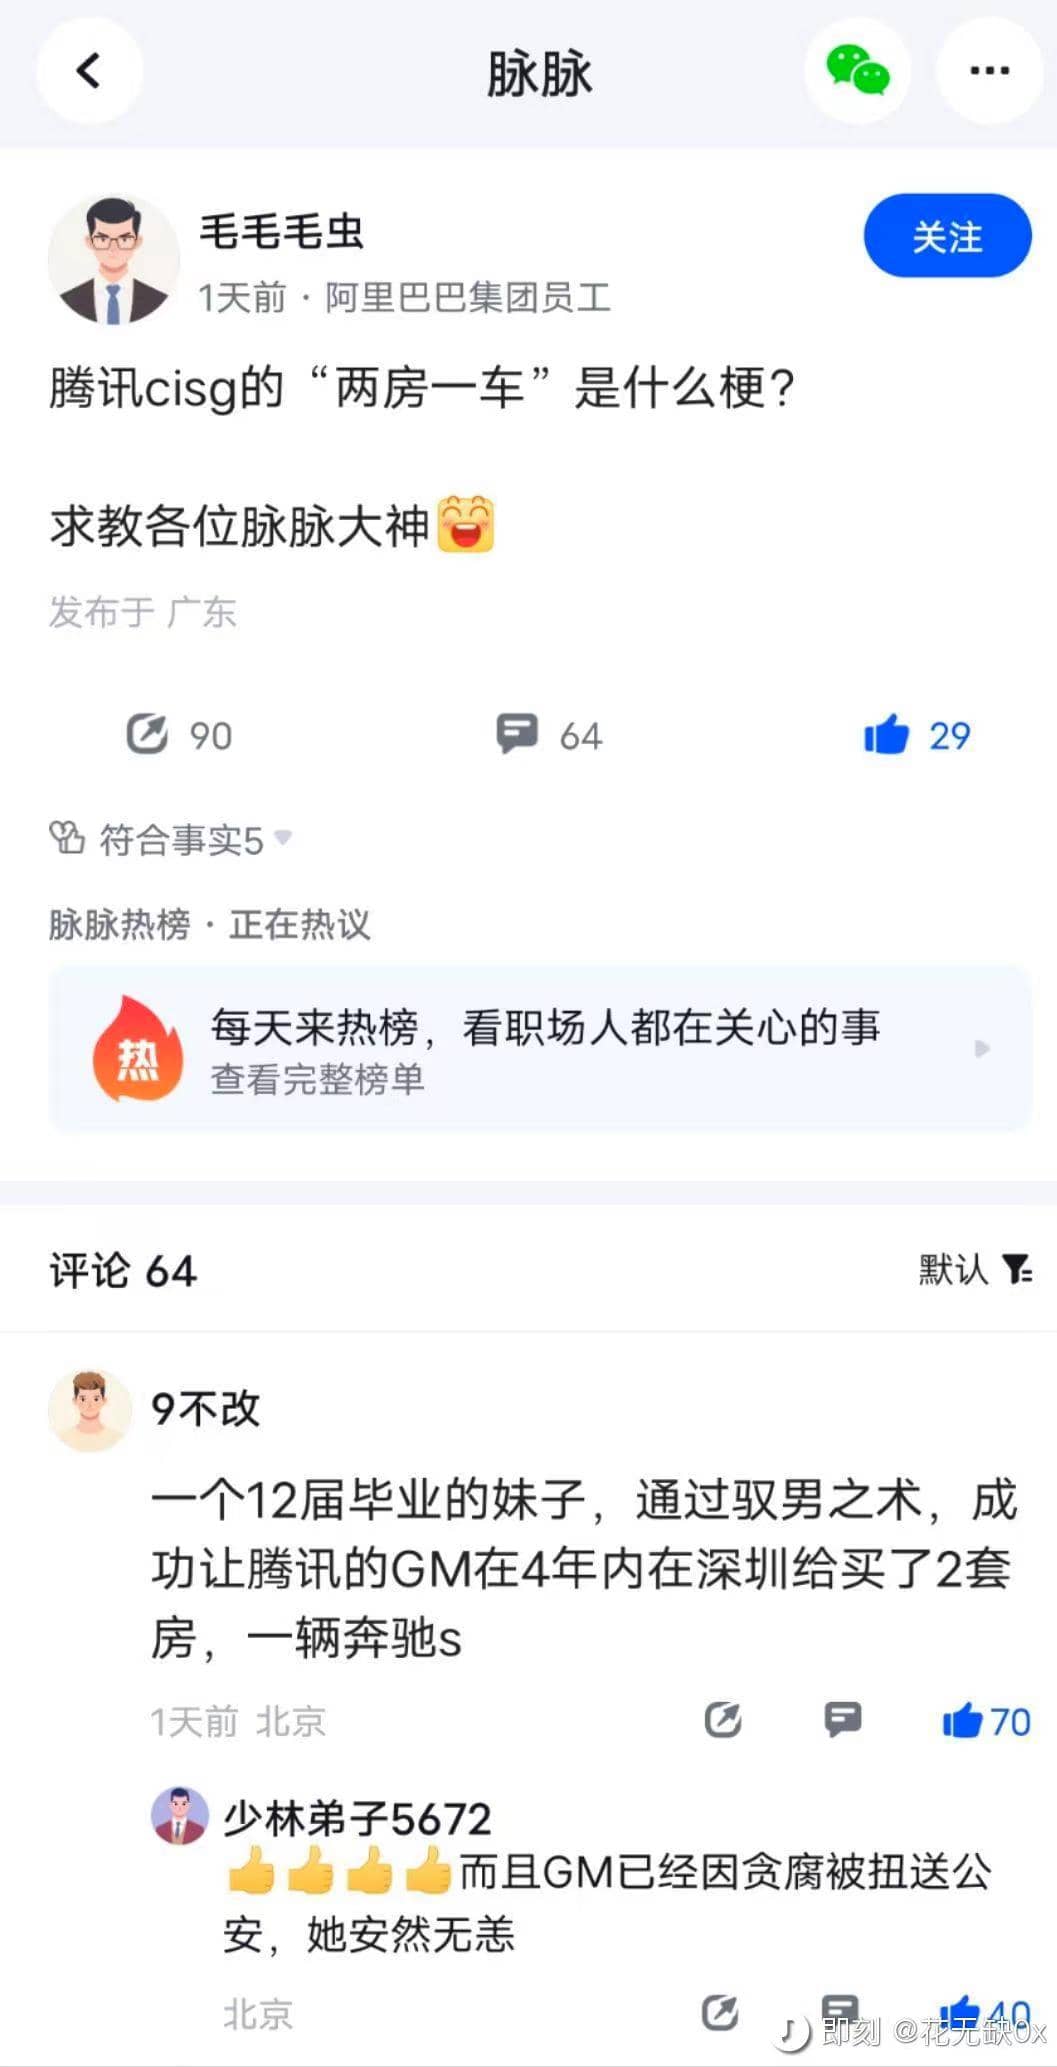 脉脉
毛毛毛虫
关注
1天前 · 阿里巴巴集团员工
腾讯cisg的“两房一车”是什么梗?
求教各位脉脉大神
发布于 广东
90
64
29
符合事实5
脉脉热榜 · 正在热议
热
每天来热榜，看职场人都在关心的事
查看完整榜单
评论 64
默认
9不改
一个12届毕业的妹子，通过驭男之术，成
功让腾讯的GM在4年内在深圳给买了2套
房，一辆奔驰s
1天前 北京
70
少林弟子5672
👍👍👍👍而且GM已经因贪腐被扭送公
安，她安然无恙
北京
40
即刻 @花无缺0x